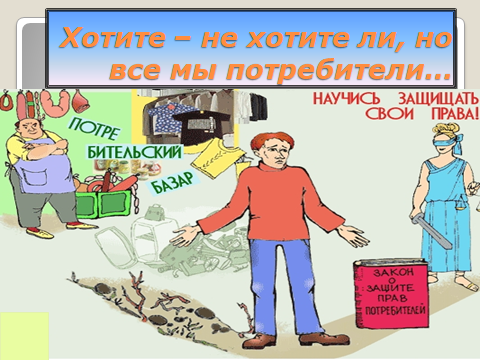 Хотите – не хотите ли, но
все мы потребители…
НАУЧИСЬ ЗАЩИЩАТЬ
СВОИ ПРАВА!
ПОТРЕ
БИТЕЛЬСКИЙ
БАЗАР
ЗАКОН
О
ЗАЩИТЕ
ПРАВ
ПОТРЕБИТЕЛЕЙ